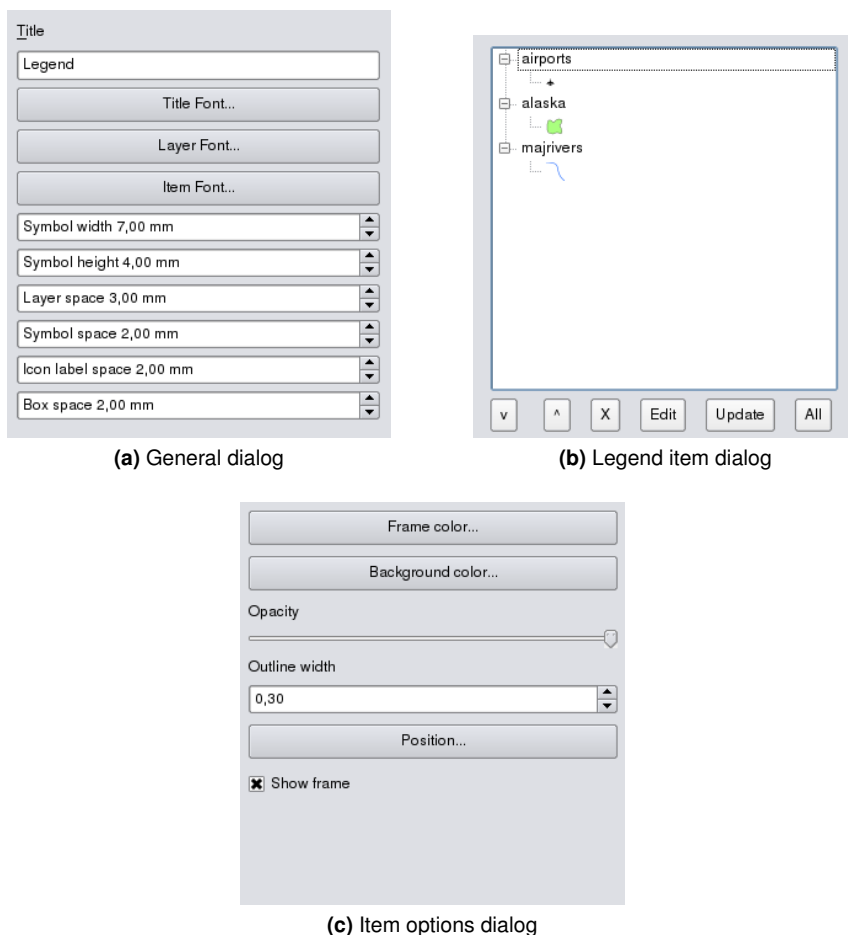 Title
Legend
Title Font...
Layer Font...
Item Font...
Symbol width 7,00 mm
Symbol height 4,00 mm
Layer space 3,00 mm
Symbol space 2,00 mm
Icon label space 2,00 mm
Box space 2,00 mm
(a) General dialog
airports
alaska
majrivers
v ^ X Edit Update All
(b) Legend item dialog
Frame color...
Background color...
Opacity
Outline width
0,30
Position...
Show frame
(c) Item options dialog